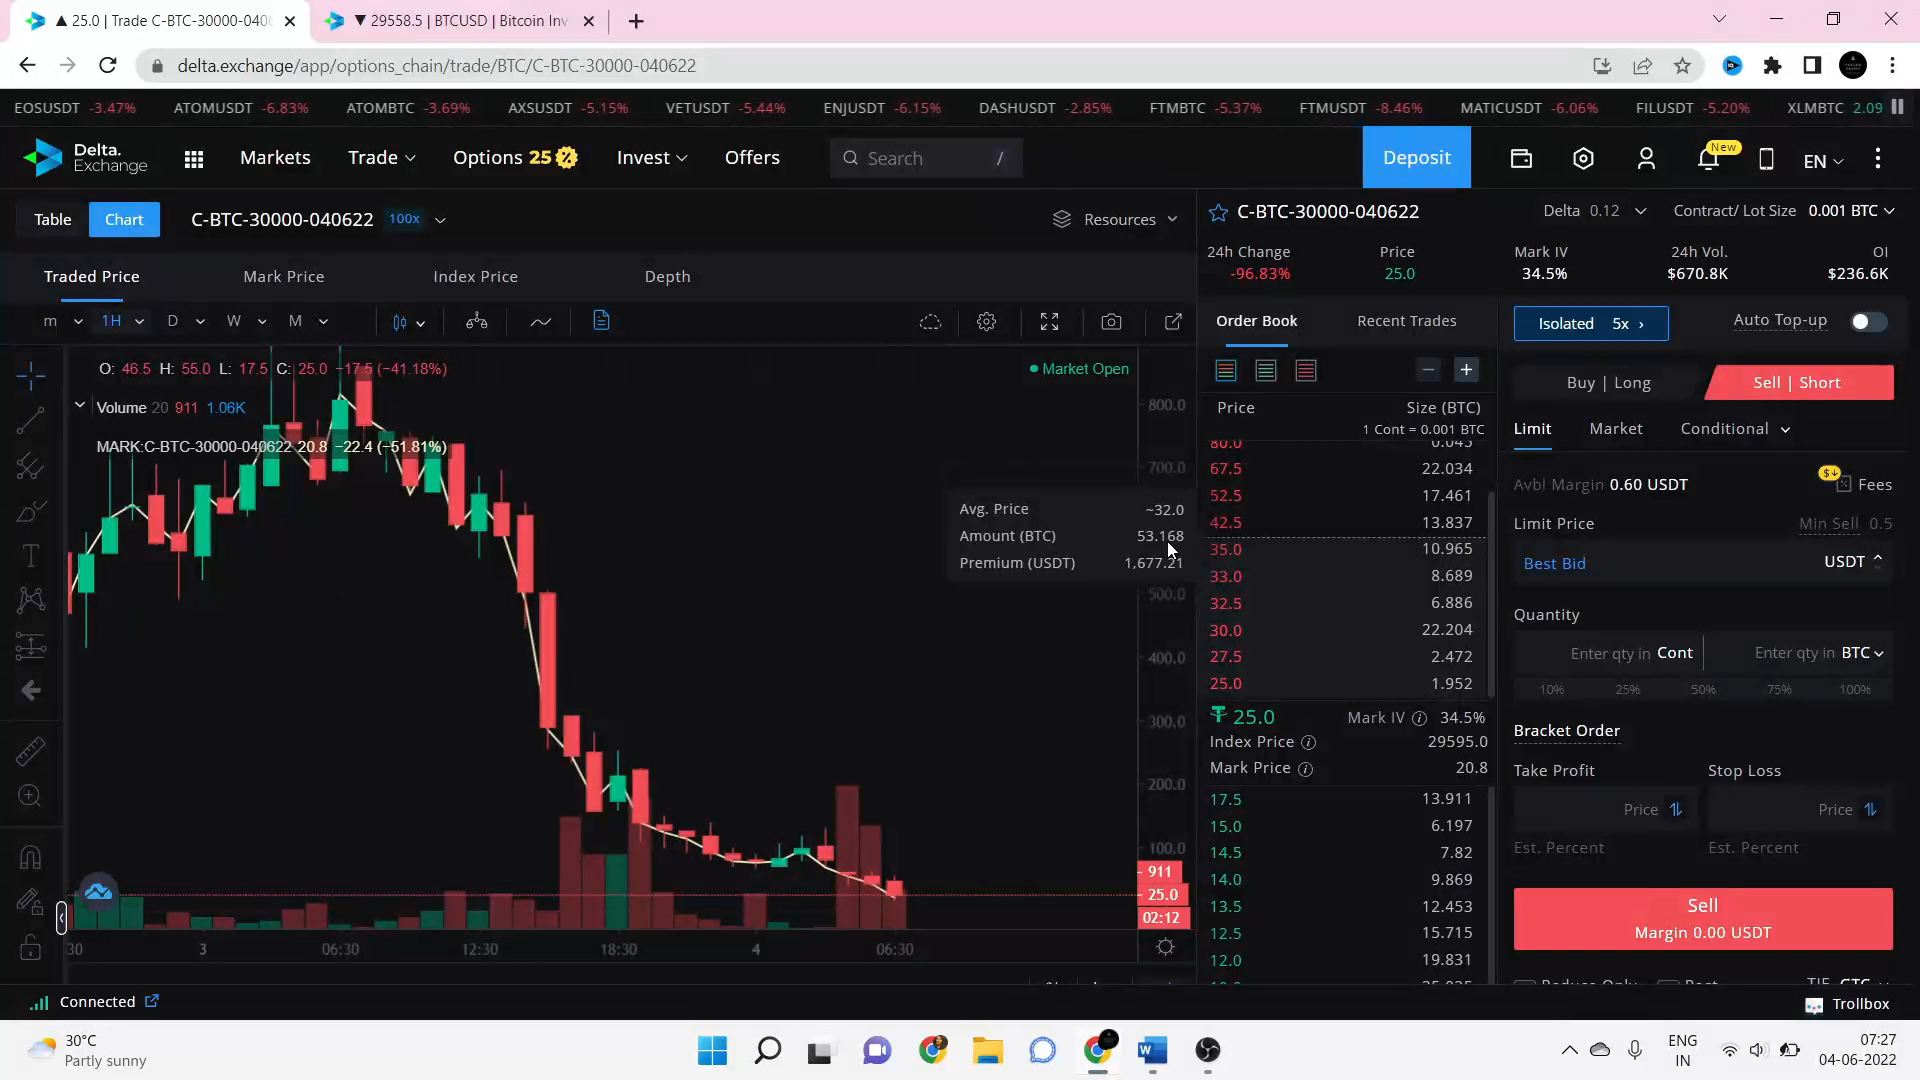 ▲ 25.0 | Trade C-BTC-30000-040
▼ 29558.5 | BTCUSD | Bitcoin Inv
delta.exchange/app/options_chain/trade/BTC/C-BTC-30000-040622
EOSUSDT -3.47% ATOMUSDT -6.83% ATOMBTC -3.69% AXSUSDT -5.15% VETUSDT -5.44% ENJUSDT -6.15% DASHUSDT -2.85% FTMBTC -5.37% FTMUSDT -8.46% MATICUSDT -6.06% FILUSDT -5.20% XLMBTC 2.09
Delta. Exchange
Markets Trade Options 25 % Invest Offers Search / Deposit New EN
Table Chart C-BTC-30000-040622 100x Resources
C-BTC-30000-040622 Delta 0.12 Contract/ Lot Size 0.001 BTC
24h Change Price Mark IV 24h Vol. OI
-96.83% 25.0 34.5% $670.8K $236.6K
Traded Price Mark Price Index Price Depth
m 1H D W M
Order Book Recent Trades
Isolated 5x › Auto Top-up
O: 46.5 H: 55.0 L: 17.5 C: 25.0 −17.5 (−41.18%)
Market Open
Volume 20 911 1.06K
MARK:C-BTC-30000-040622 20.8 −22.4 (−51.81%)
800.0
700.0
500.0
400.0
300.0
200.0
100.0
911
25.0
02:12
Avg. Price ~32.0
Amount (BTC) 53.168
Premium (USDT) 1,677.21
30 3 06:30 12:30 18:30 4 06:30
Price Size (BTC)
1 Cont = 0.001 BTC
80.0 0.045
67.5 22.034
52.5 17.461
42.5 13.837
35.0 10.965
33.0 8.689
32.5 6.886
30.0 22.204
27.5 2.472
25.0 1.952
25.0 Mark IV 34.5%
Index Price 29595.0
Mark Price 20.8
17.5 13.911
15.0 6.197
14.5 7.82
14.0 9.869
13.5 12.453
12.5 15.715
12.0 19.831
Buy | Long Sell | Short
Limit Market Conditional
Avbl Margin 0.60 USDT Fees
Limit Price Min Sell 0.5
Best Bid USDT
Quantity
Enter qty in Cont Enter qty in BTC
10% 25% 50% 75% 100%
Bracket Order
Take Profit Stop Loss
Price Price
Est. Percent Est. Percent
Sell
Margin 0.00 USDT
Reduce Only Post TIF GTC
Connected
Trollbox
30°C
Partly sunny
ENG
IN
07:27
04-06-2022